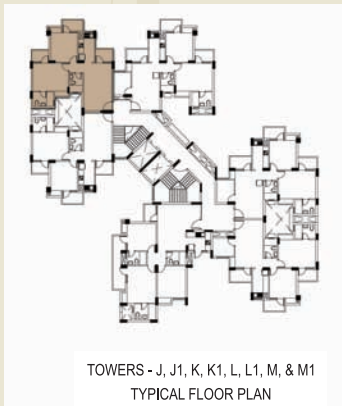 TOWERS - J, J1, K, K1, L, L1, M, & M1
TYPICAL FLOOR PLAN